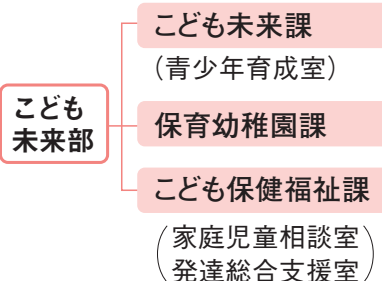 こども
未来部
こども未来課
（青少年育成室）
保育幼稚園課
こども保健福祉課
（家庭児童相談室
発達総合支援室）